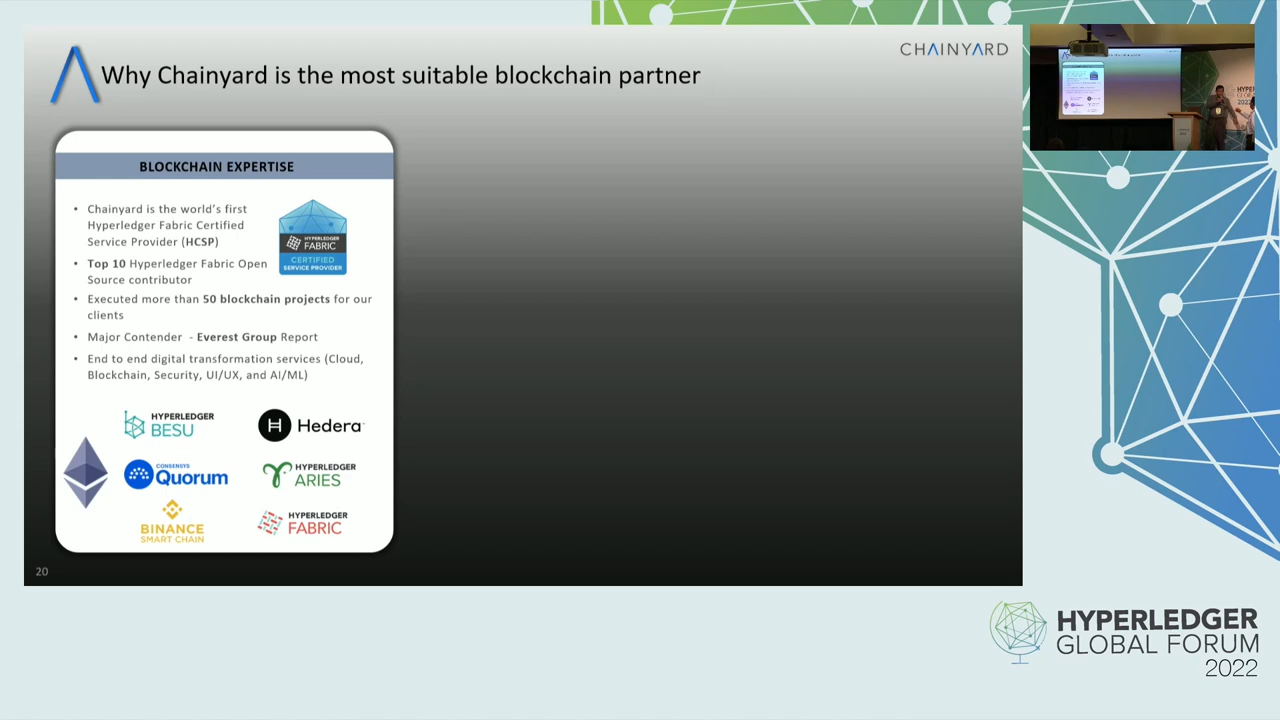 CHAINYARD
Why Chainyard is the most suitable blockchain partner
BLOCKCHAIN EXPERTISE
• Chainyard is the world's first
Hyperledger Fabric Certified
Service Provider (HCSP)
• Top 10 Hyperledger Fabric Open
Source contributor
• Executed more than 50 blockchain projects for our
clients
• Major Contender - Everest Group Report
• End to end digital transformation services (Cloud,
Blockchain, Security, UI/UX, and AI/ML)
HYPERLEDGER
FABRIC
CERTIFIED
SERVICE PROVIDER
HYPERLEDGER
BESU
Hedera
CONSENSYS
Quorum
HYPERLEDGER
ARIES
BINANCE
SMART CHAIN
HYPERLEDGER
FABRIC
20
HYPERLEDGER
GLOBAL FORUM
2022